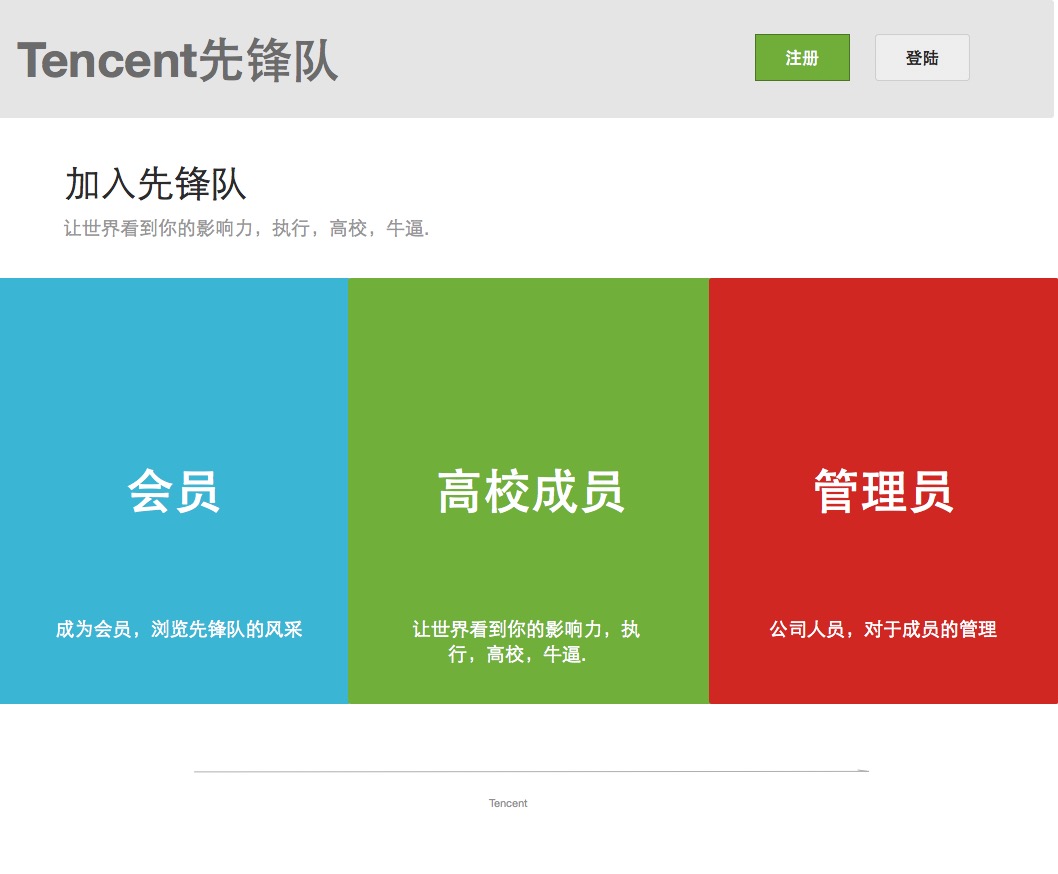 Tencent先锋队
注册
登陆
加入先锋队
让世界看到你的影响力，执行，高校，牛逼.
会员
高校成员
管理员
成为会员，浏览先锋队的风采
让世界看到你的影响力，执
行，高校，牛逼.
公司人员，对于成员的管理
Tencent